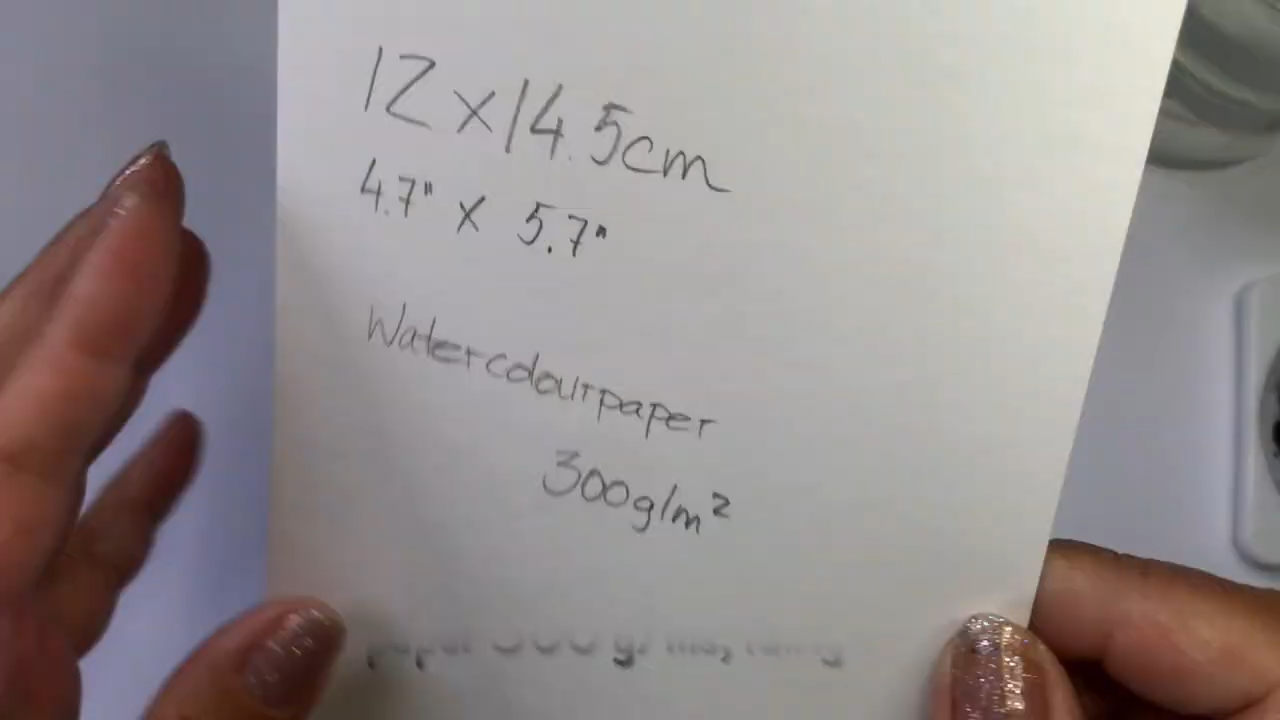 12 x 14.5cm
4.7" x 5.7"
Watercolourpaper
300g/m²